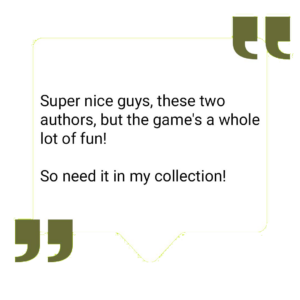 Super nice guys, these two
authors, but the game's a whole
lot of fun!
So need it in my collection!